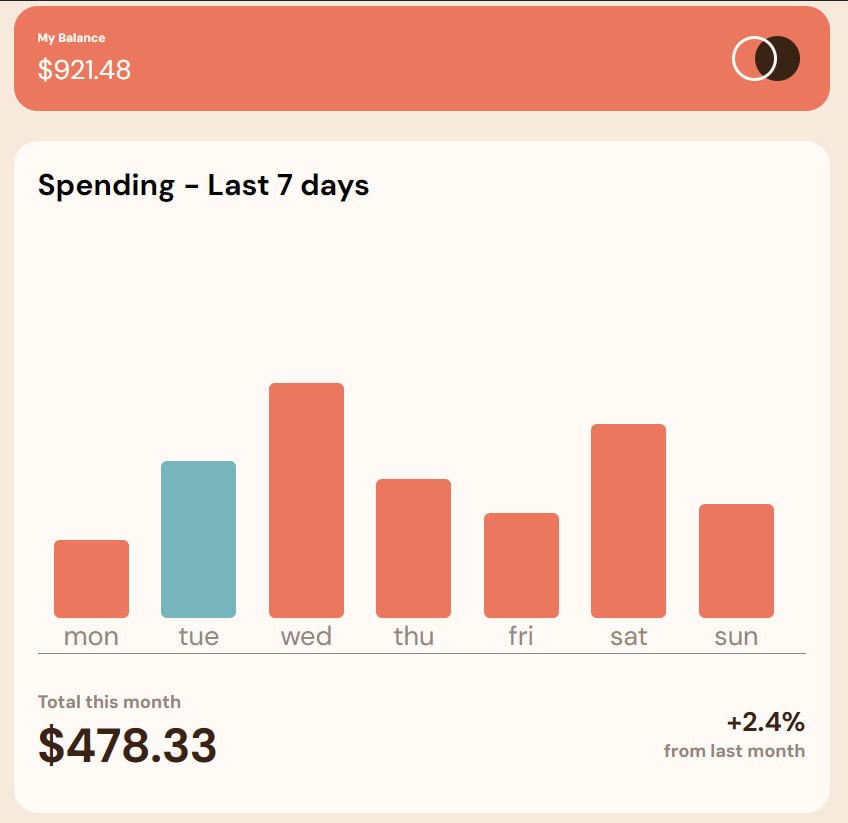 My Balance
$921.48
Spending - Last 7 days
mon tue wed thu fri sat sun
Total this month
$478.33
+2.4%
from last month